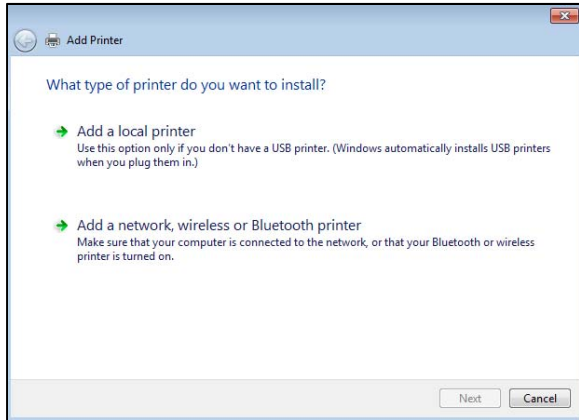 Add Printer
What type of printer do you want to install?
Add a local printer
Use this option only if you don't have a USB printer. (Windows automatically installs USB printers
when you plug them in.)
Add a network, wireless or Bluetooth printer
Make sure that your computer is connected to the network, or that your Bluetooth or wireless
printer is turned on.
Next Cancel